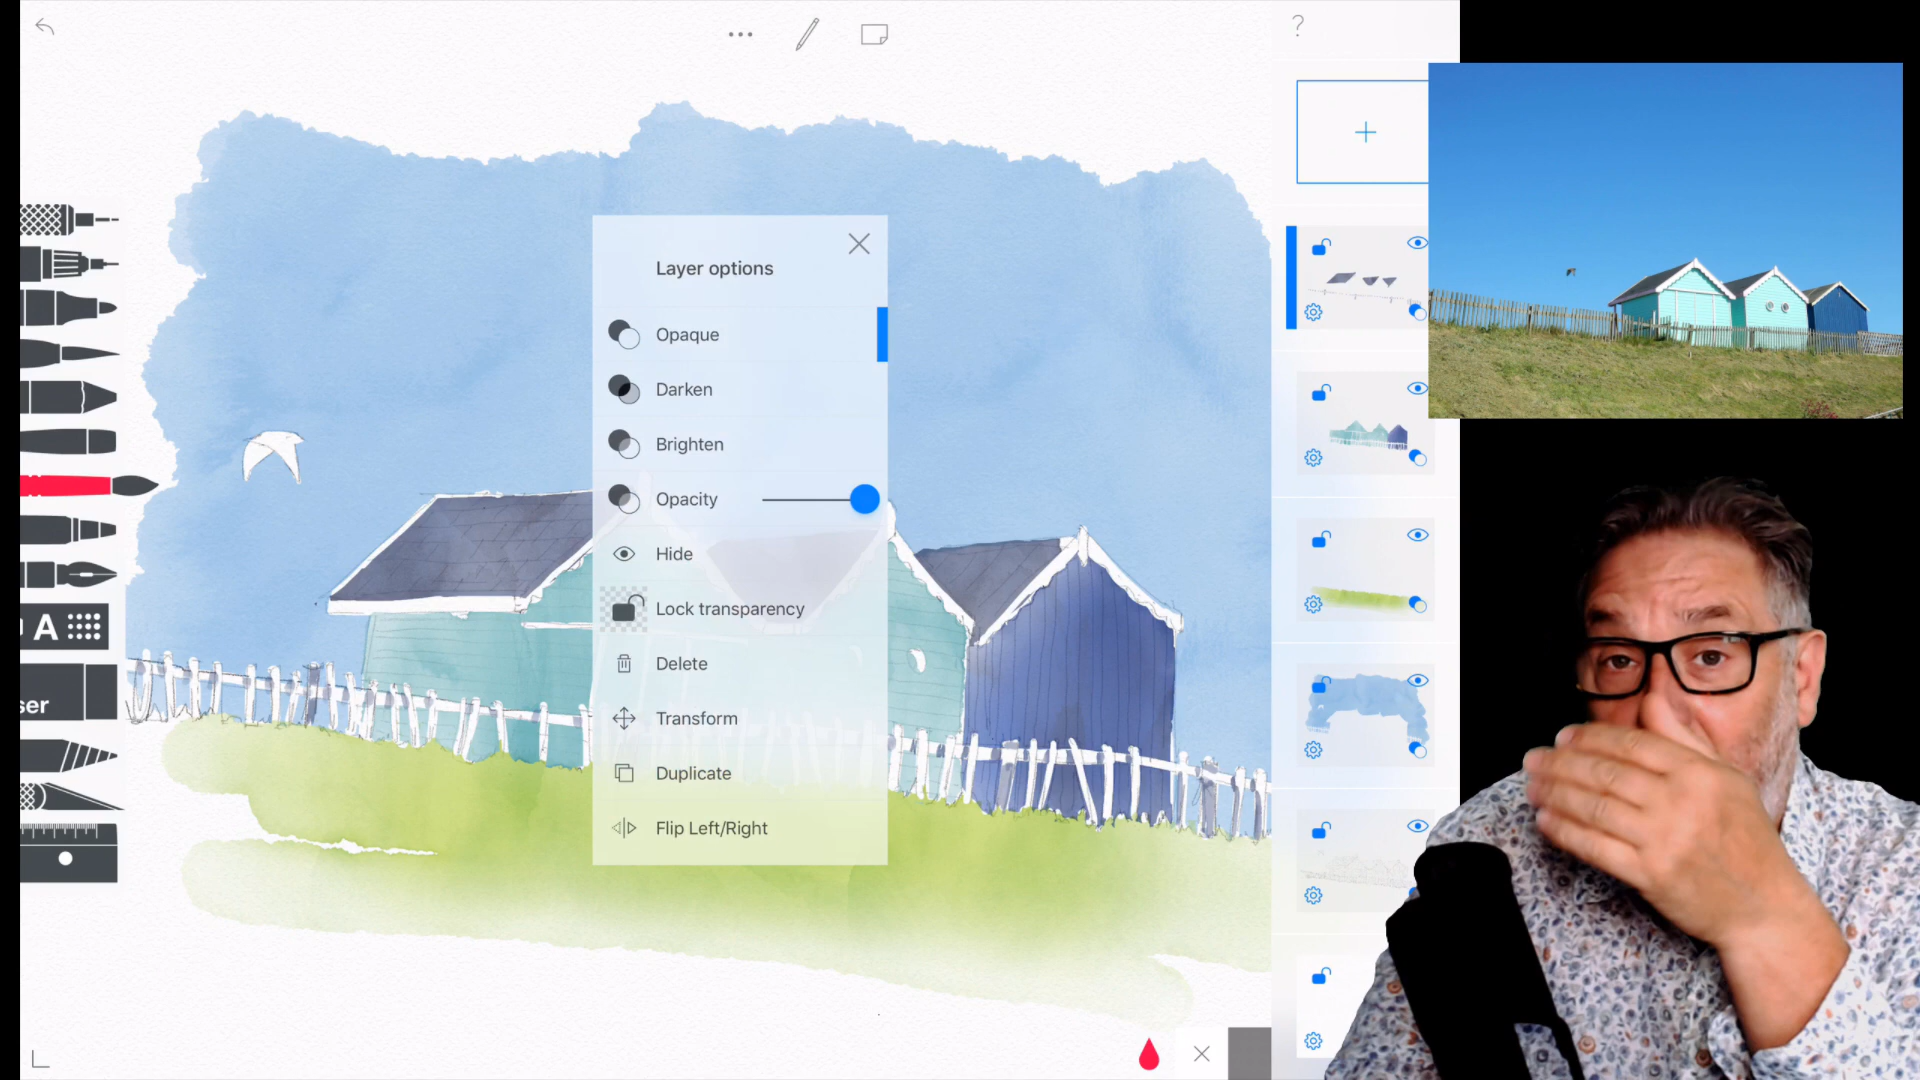 ?
Layer options
Opaque
Darken
Brighten
Opacity
Hide
Lock transparency
Delete
Transform
Duplicate
Flip Left/Right
A
ser